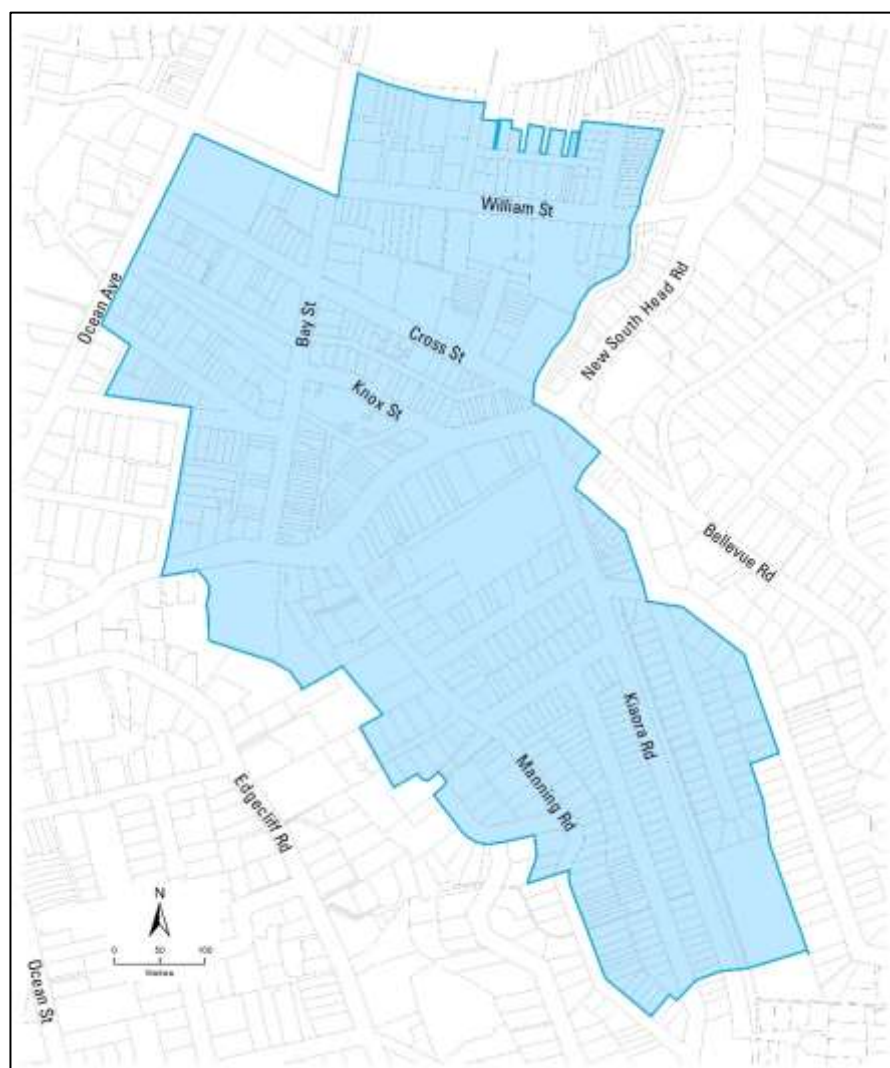 William St
Ocean Ave
Bay St
New South Head Rd
Cross St
Knox St
Bellevue Rd
Kiaora Rd
Manning Rd
Edgecliff Rd
N
0 50 100
Metres
Ocean St